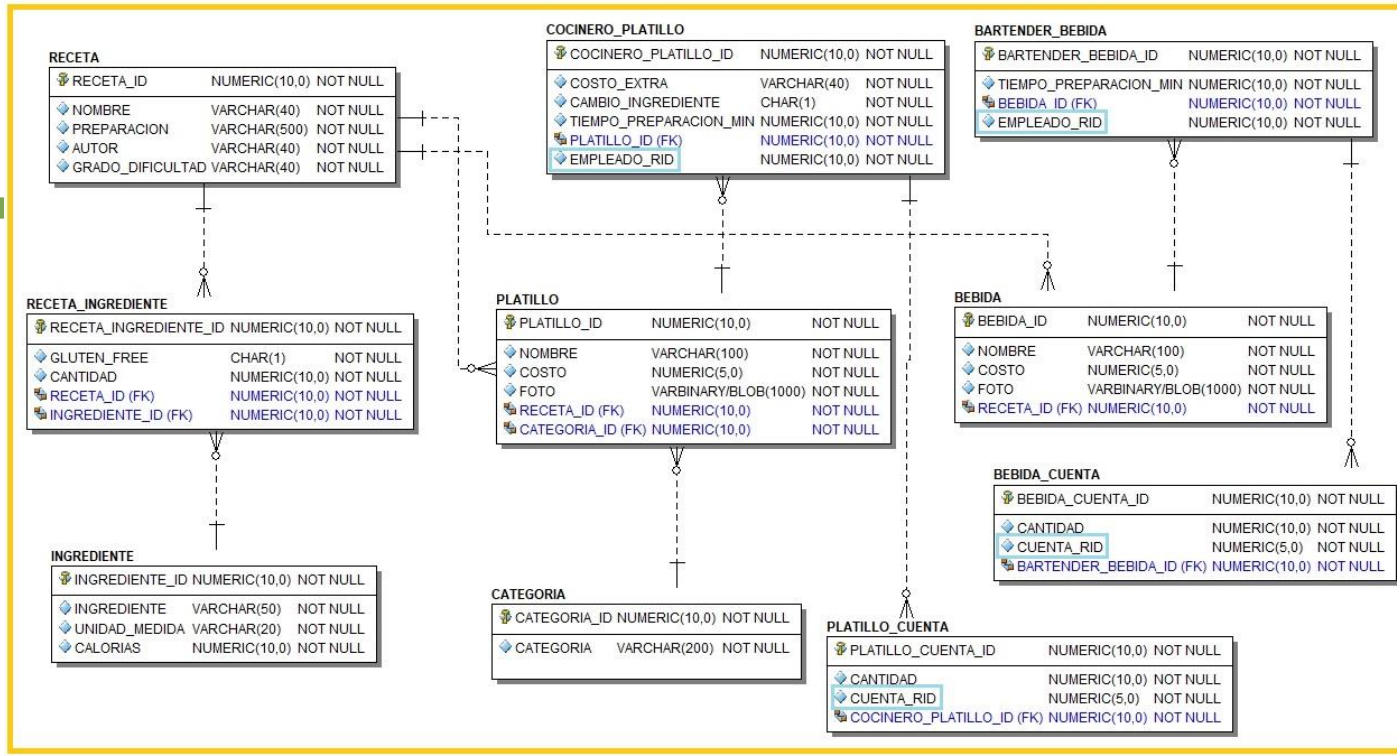 RECETA
RECETA_ID NUMERIC(10,0) NOT NULL
NOMBRE VARCHAR(40) NOT NULL
PREPARACION VARCHAR(500) NOT NULL
AUTOR VARCHAR(40) NOT NULL
GRADO_DIFICULTAD VARCHAR(40) NOT NULL
COCINERO_PLATILLO
COCINERO_PLATILLO_ID NUMERIC(10,0) NOT NULL
COSTO_EXTRA VARCHAR(40) NOT NULL
CAMBIO_INGREDIENTE CHAR(1) NOT NULL
TIEMPO_PREPARACION_MIN NUMERIC(10,0) NOT NULL
PLATILLO_ID (FK) NUMERIC(10,0) NOT NULL
EMPLEADO_RID NUMERIC(10,0) NOT NULL
BARTENDER_BEBIDA
BARTENDER_BEBIDA_ID NUMERIC(10,0) NOT NULL
TIEMPO_PREPARACION_MIN NUMERIC(10,0) NOT NULL
BEBIDA_ID (FK) NUMERIC(10,0) NOT NULL
EMPLEADO_RID NUMERIC(10,0) NOT NULL
RECETA_INGREDIENTE
RECETA_INGREDIENTE_ID NUMERIC(10,0) NOT NULL
GLUTEN_FREE CHAR(1) NOT NULL
CANTIDAD NUMERIC(10,0) NOT NULL
RECETA_ID (FK) NUMERIC(10,0) NOT NULL
INGREDIENTE_ID (FK) NUMERIC(10,0) NOT NULL
PLATILLO
PLATILLO_ID NUMERIC(10,0) NOT NULL
NOMBRE VARCHAR(100) NOT NULL
COSTO NUMERIC(5,0) NOT NULL
FOTO VARBINARY/BLOB(1000) NOT NULL
RECETA_ID (FK) NUMERIC(10,0) NOT NULL
CATEGORIA_ID (FK) NUMERIC(10,0) NOT NULL
BEBIDA
BEBIDA_ID NUMERIC(10,0) NOT NULL
NOMBRE VARCHAR(100) NOT NULL
COSTO NUMERIC(5,0) NOT NULL
FOTO VARBINARY/BLOB(1000) NOT NULL
RECETA_ID (FK) NUMERIC(10,0) NOT NULL
BEBIDA_CUENTA
BEBIDA_CUENTA_ID NUMERIC(10,0) NOT NULL
CANTIDAD NUMERIC(10,0) NOT NULL
CUENTA_RID NUMERIC(5,0) NOT NULL
BARTENDER_BEBIDA_ID (FK) NUMERIC(10,0) NOT NULL
INGREDIENTE
INGREDIENTE_ID NUMERIC(10,0) NOT NULL
INGREDIENTE VARCHAR(50) NOT NULL
UNIDAD_MEDIDA VARCHAR(20) NOT NULL
CALORIAS NUMERIC(10,0) NOT NULL
CATEGORIA
CATEGORIA_ID NUMERIC(10,0) NOT NULL
CATEGORIA VARCHAR(200) NOT NULL
PLATILLO_CUENTA
PLATILLO_CUENTA_ID NUMERIC(10,0) NOT NULL
CANTIDAD NUMERIC(10,0) NOT NULL
CUENTA_RID NUMERIC(5,0) NOT NULL
COCINERO_PLATILLO_ID (FK) NUMERIC(10,0) NOT NULL